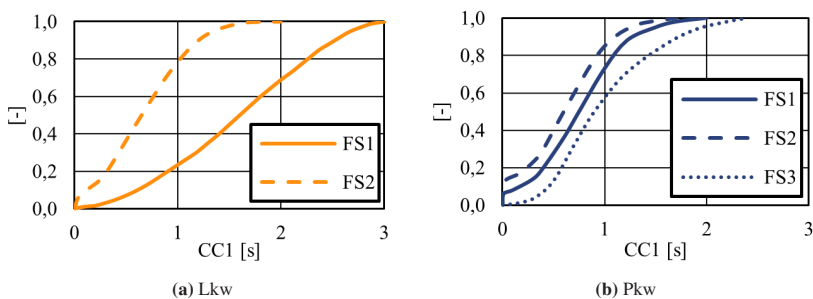 1,0
0,8
0,6
0,4
0,2
0,0
[-]
0 1 2 3
CC1 [s]
FS1
FS2
(a) Lkw
1,0
0,8
0,6
0,4
0,2
0,0
[-]
0 1 2 3
CC1 [s]
FS1
FS2
FS3
(b) Pkw